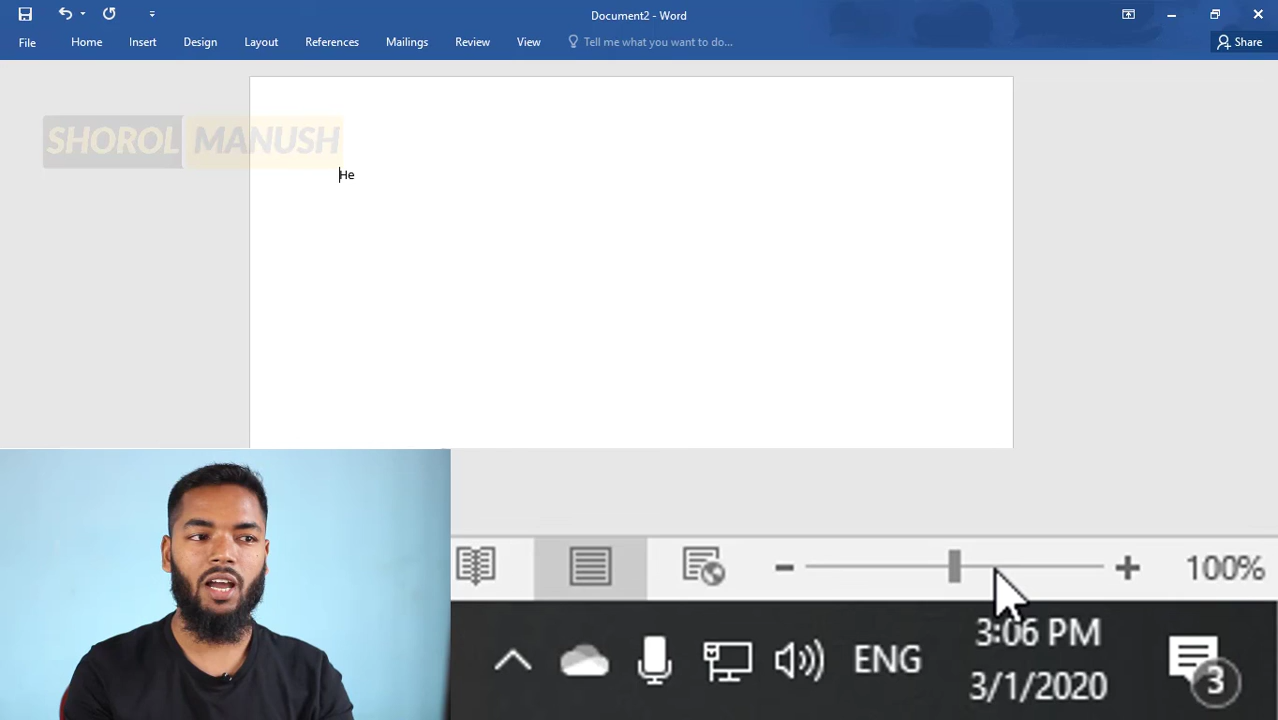 Document2 - Word
File Home Insert Design Layout References Mailings Review View Tell me what you want to do... Share
SHOROL MANUSH
He
100%
ENG 3:06 PM
3/1/2020
3